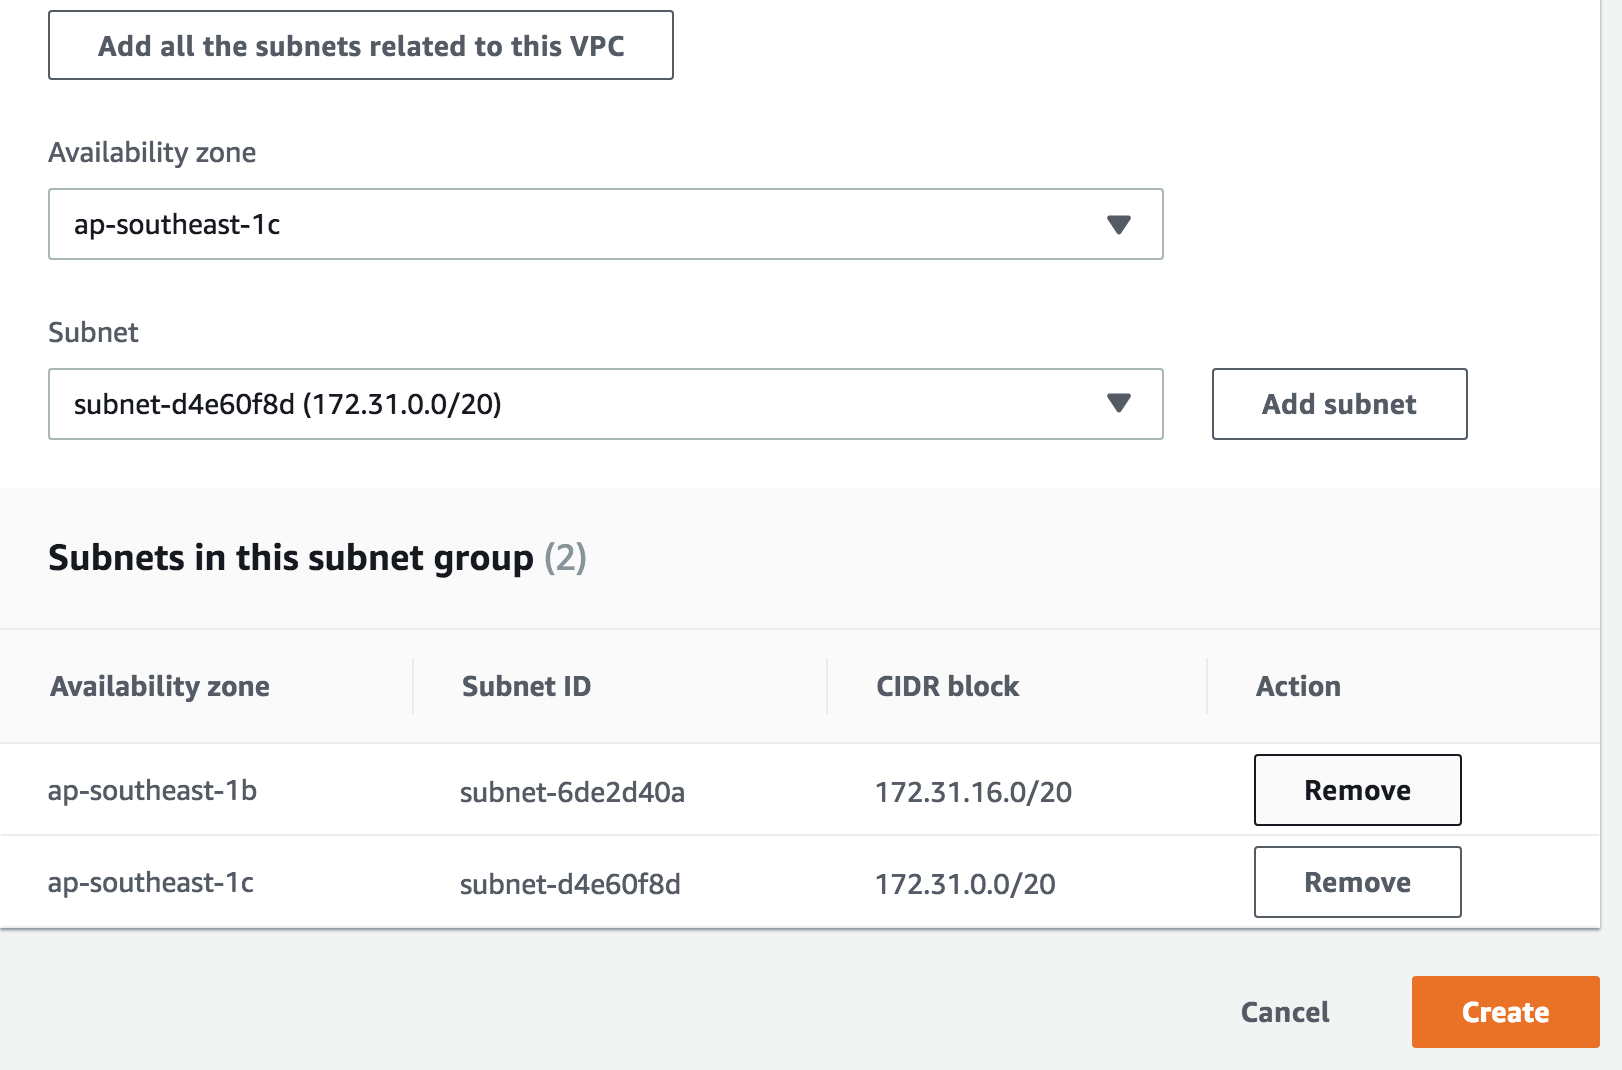 Add all the subnets related to this VPC
Availability zone
ap-southeast-1c
Subnet
subnet-d4e60f8d (172.31.0.0/20)
Add subnet
Subnets in this subnet group (2)
Availability zone
Subnet ID
CIDR block
Action
ap-southeast-1b
subnet-6de2d40a
172.31.16.0/20
Remove
ap-southeast-1c
subnet-d4e60f8d
172.31.0.0/20
Remove
Cancel
Create